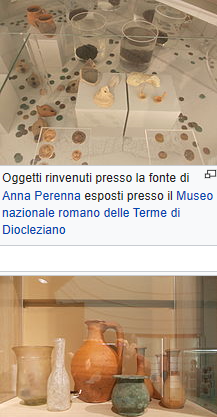 Oggetti rinvenuti presso la fonte di
Anna Perenna esposti presso il Museo
nazionale romano delle Terme di
Diocleziano